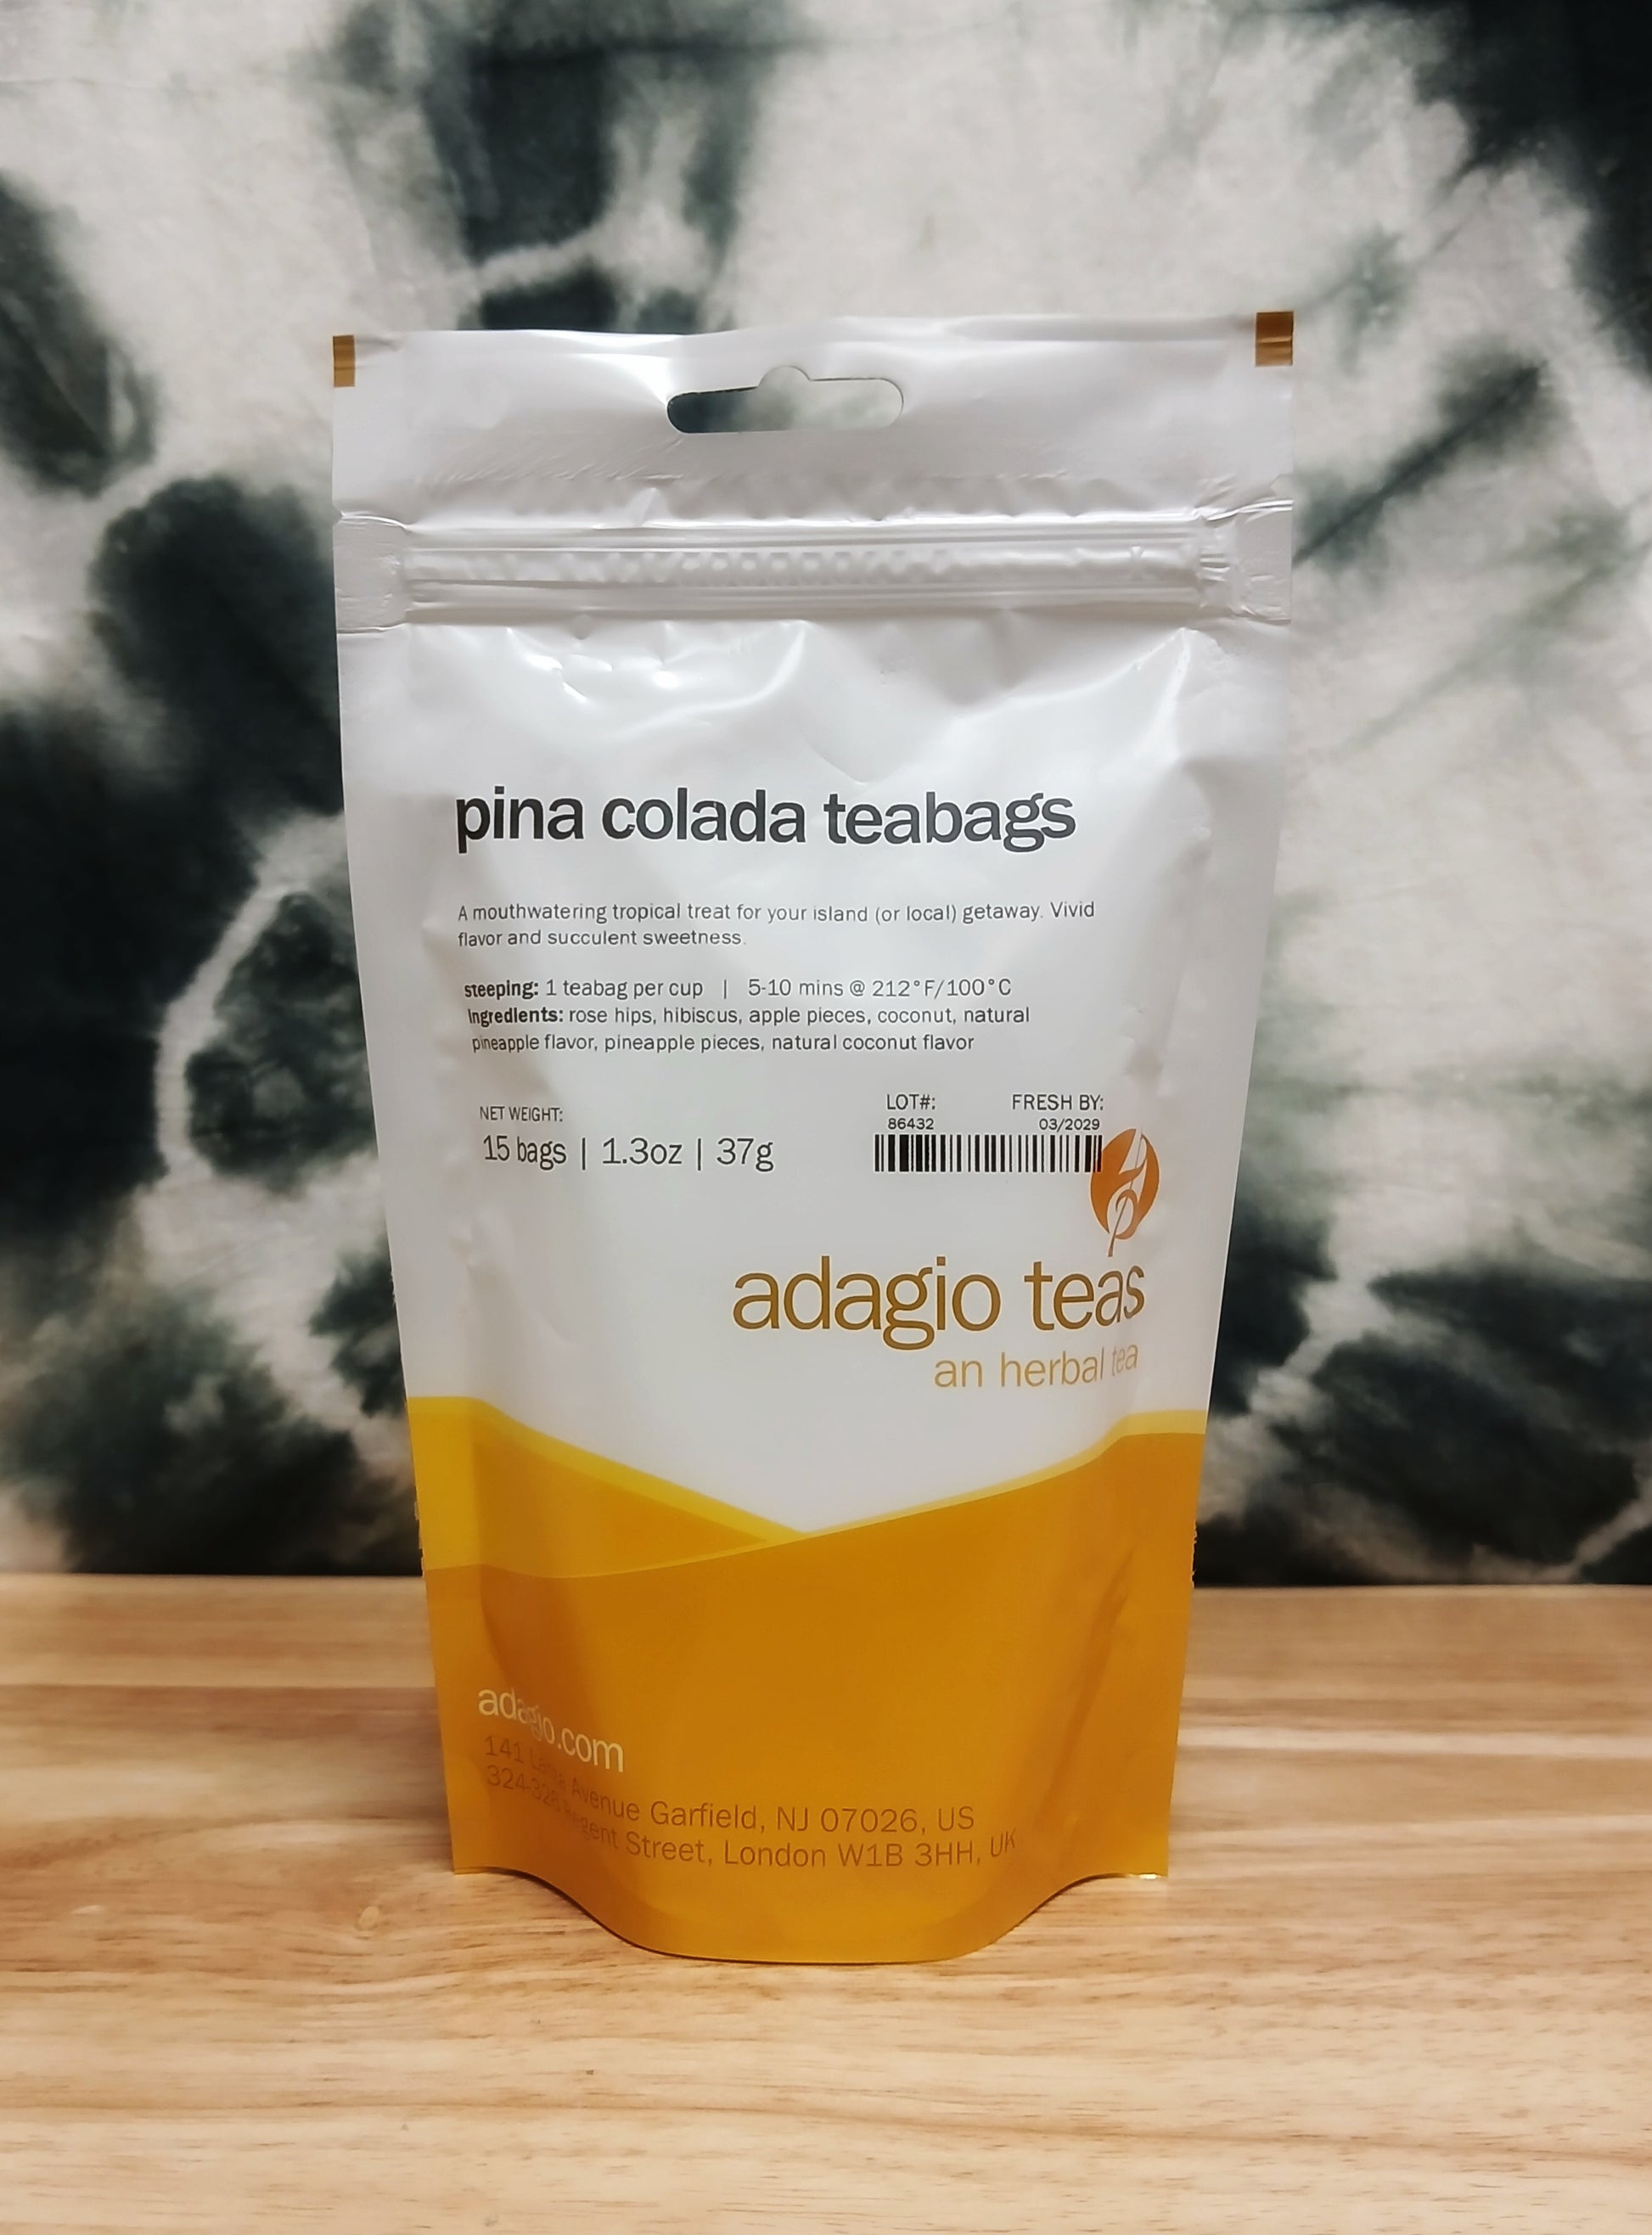 pina colada teabags
A mouthwatering tropical treat for your island (or local) getaway. Vivid
flavor and succulent sweetness.
steeping: 1 teabag per cup | 5-10 mins @ 212°F/100°C
Ingredients: rose hips, hibiscus, apple pieces, coconut, natural
pineapple flavor, pineapple pieces, natural coconut flavor
NET WEIGHT:
15 bags | 1.3oz | 37g
LOT#: FRESH BY:
86432 03/2029
adagio teas
an herbal tea
adagio.com
141 Avenue Garfield, NJ 07026, US
324-326 Regent Street, London W1B 3HH, UK